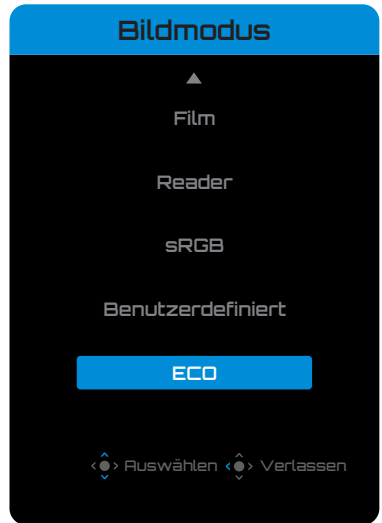 Bildmodus
Film
Reader
sRGB
Benutzerdefiniert
ECO
Auswählen Verlassen